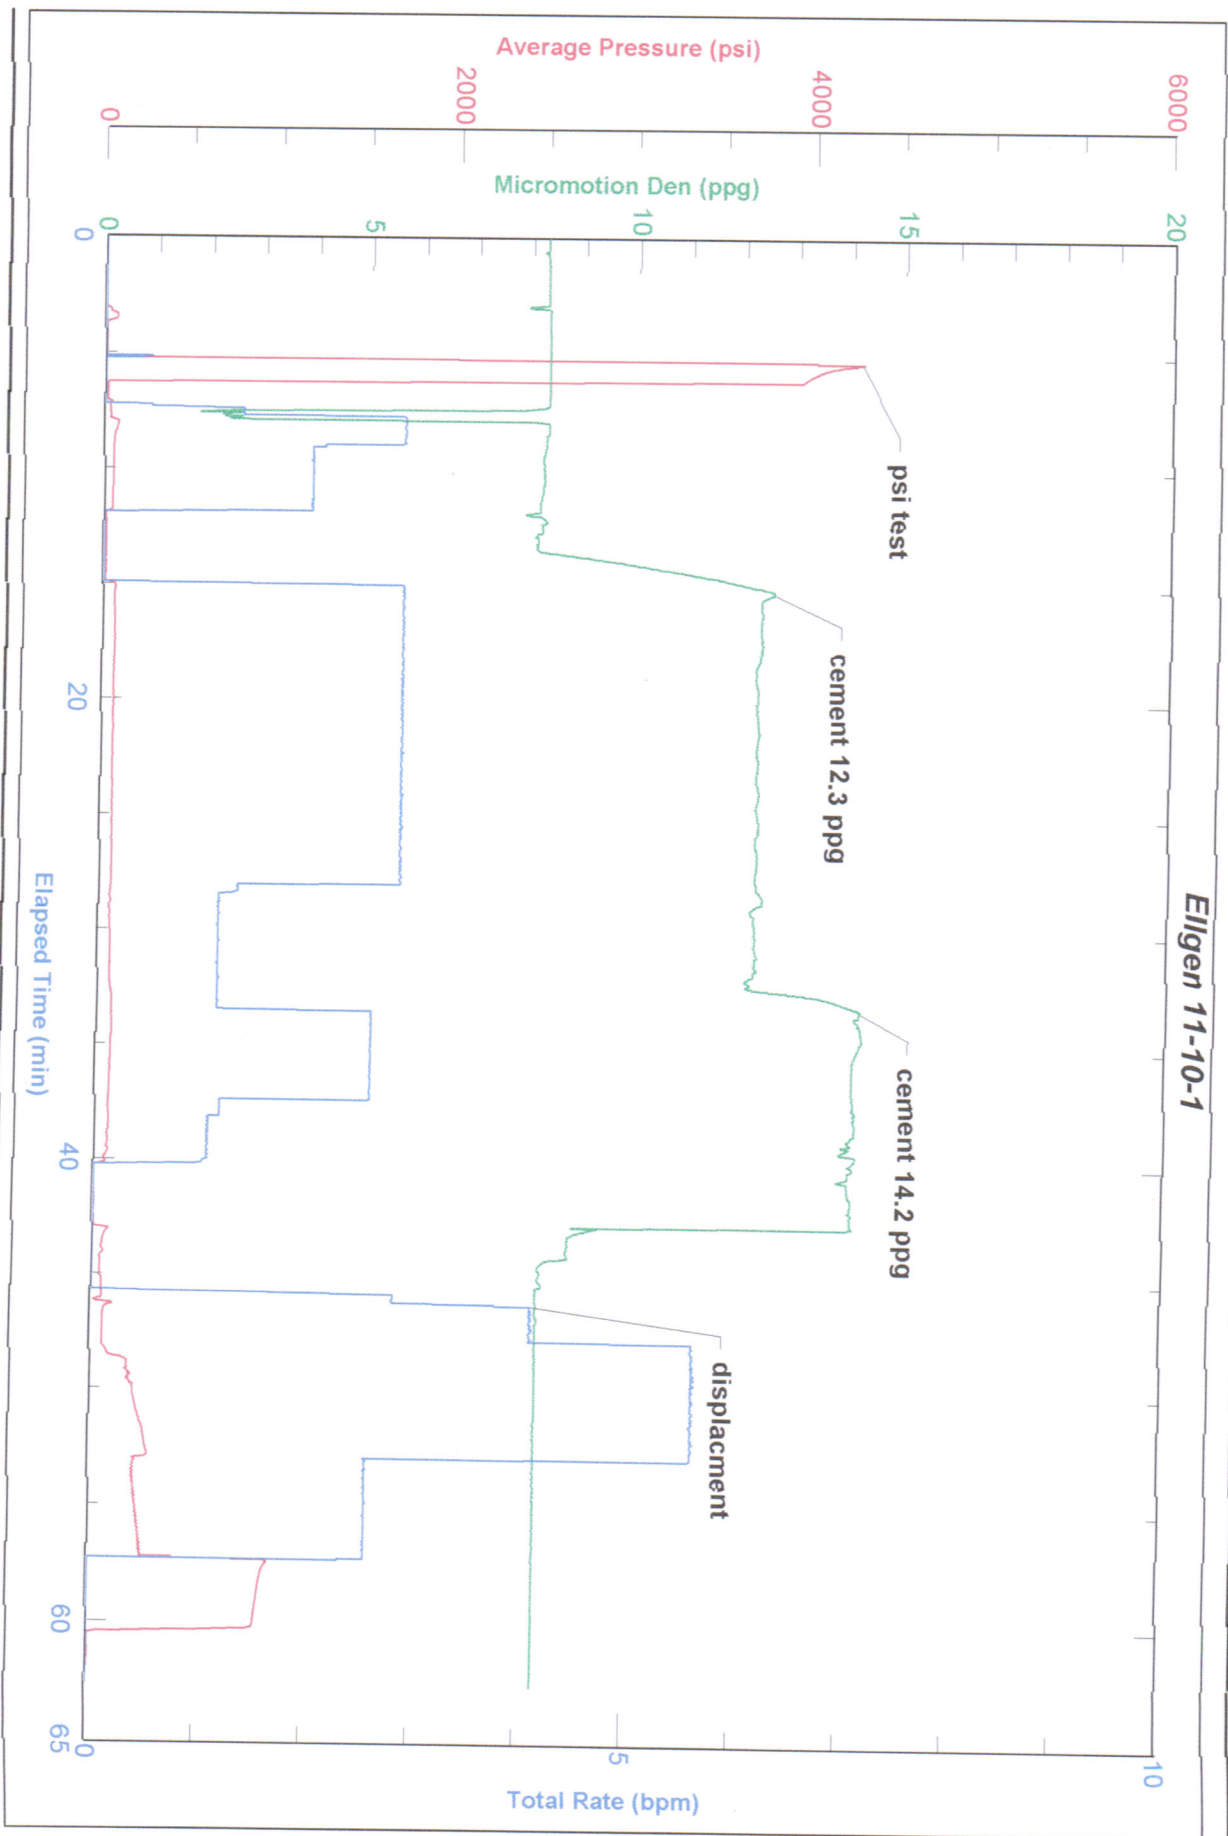 Ellgen 11-10-1
Average Pressure (psi)
0
2000
4000
6000
Micromotion Den (ppg)
0
5
10
15
20
psi test
cement 12.3 ppg
cement 14.2 ppg
displacment
0
20
40
60
65
Elapsed Time (min)
0
5
10
Total Rate (bpm)